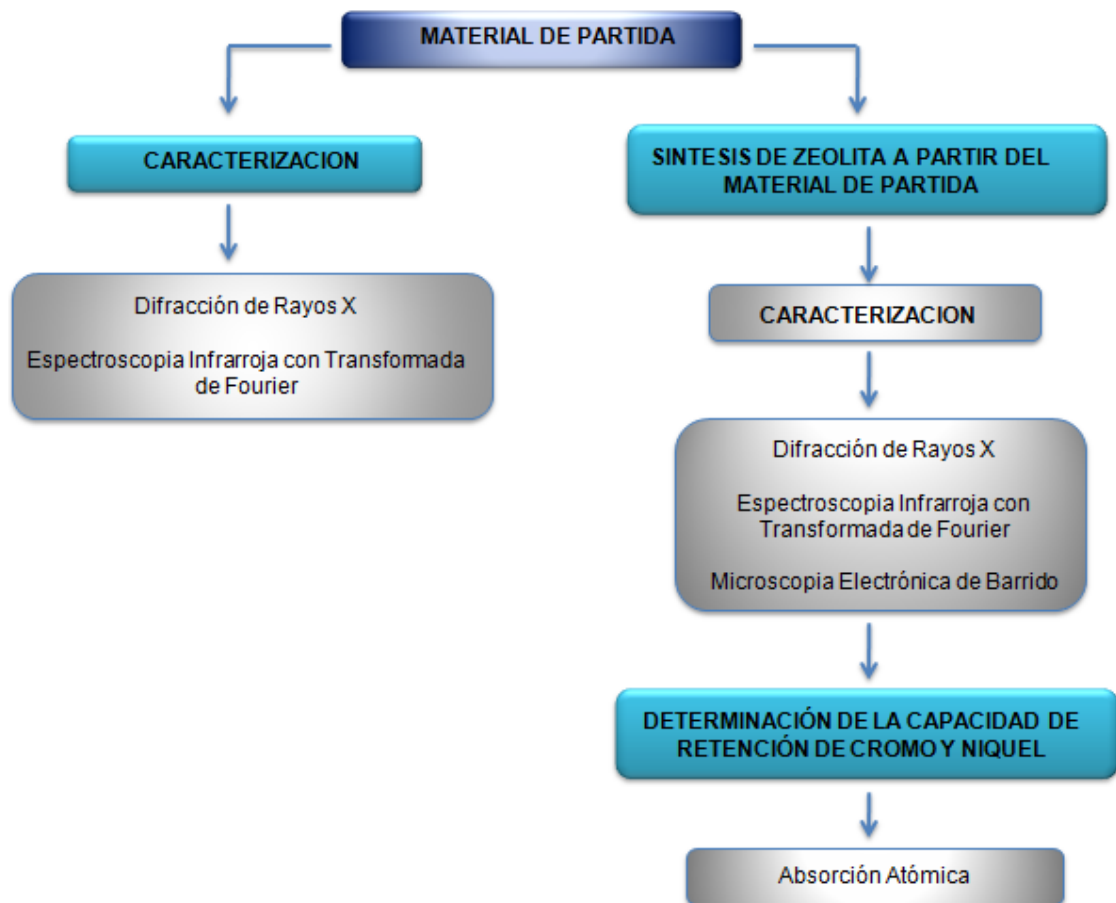 MATERIAL DE PARTIDA
CARACTERIZACION
Difracción de Rayos X
Espectroscopia Infrarroja con Transformada
de Fourier
SINTESIS DE ZEOLITA A PARTIR DEL
MATERIAL DE PARTIDA
CARACTERIZACION
Difracción de Rayos X
Espectroscopia Infrarroja con
Transformada de Fourier
Microscopia Electrónica de Barrido
DETERMINACIÓN DE LA CAPACIDAD DE
RETENCIÓN DE CROMO Y NIQUEL
Absorción Atómica